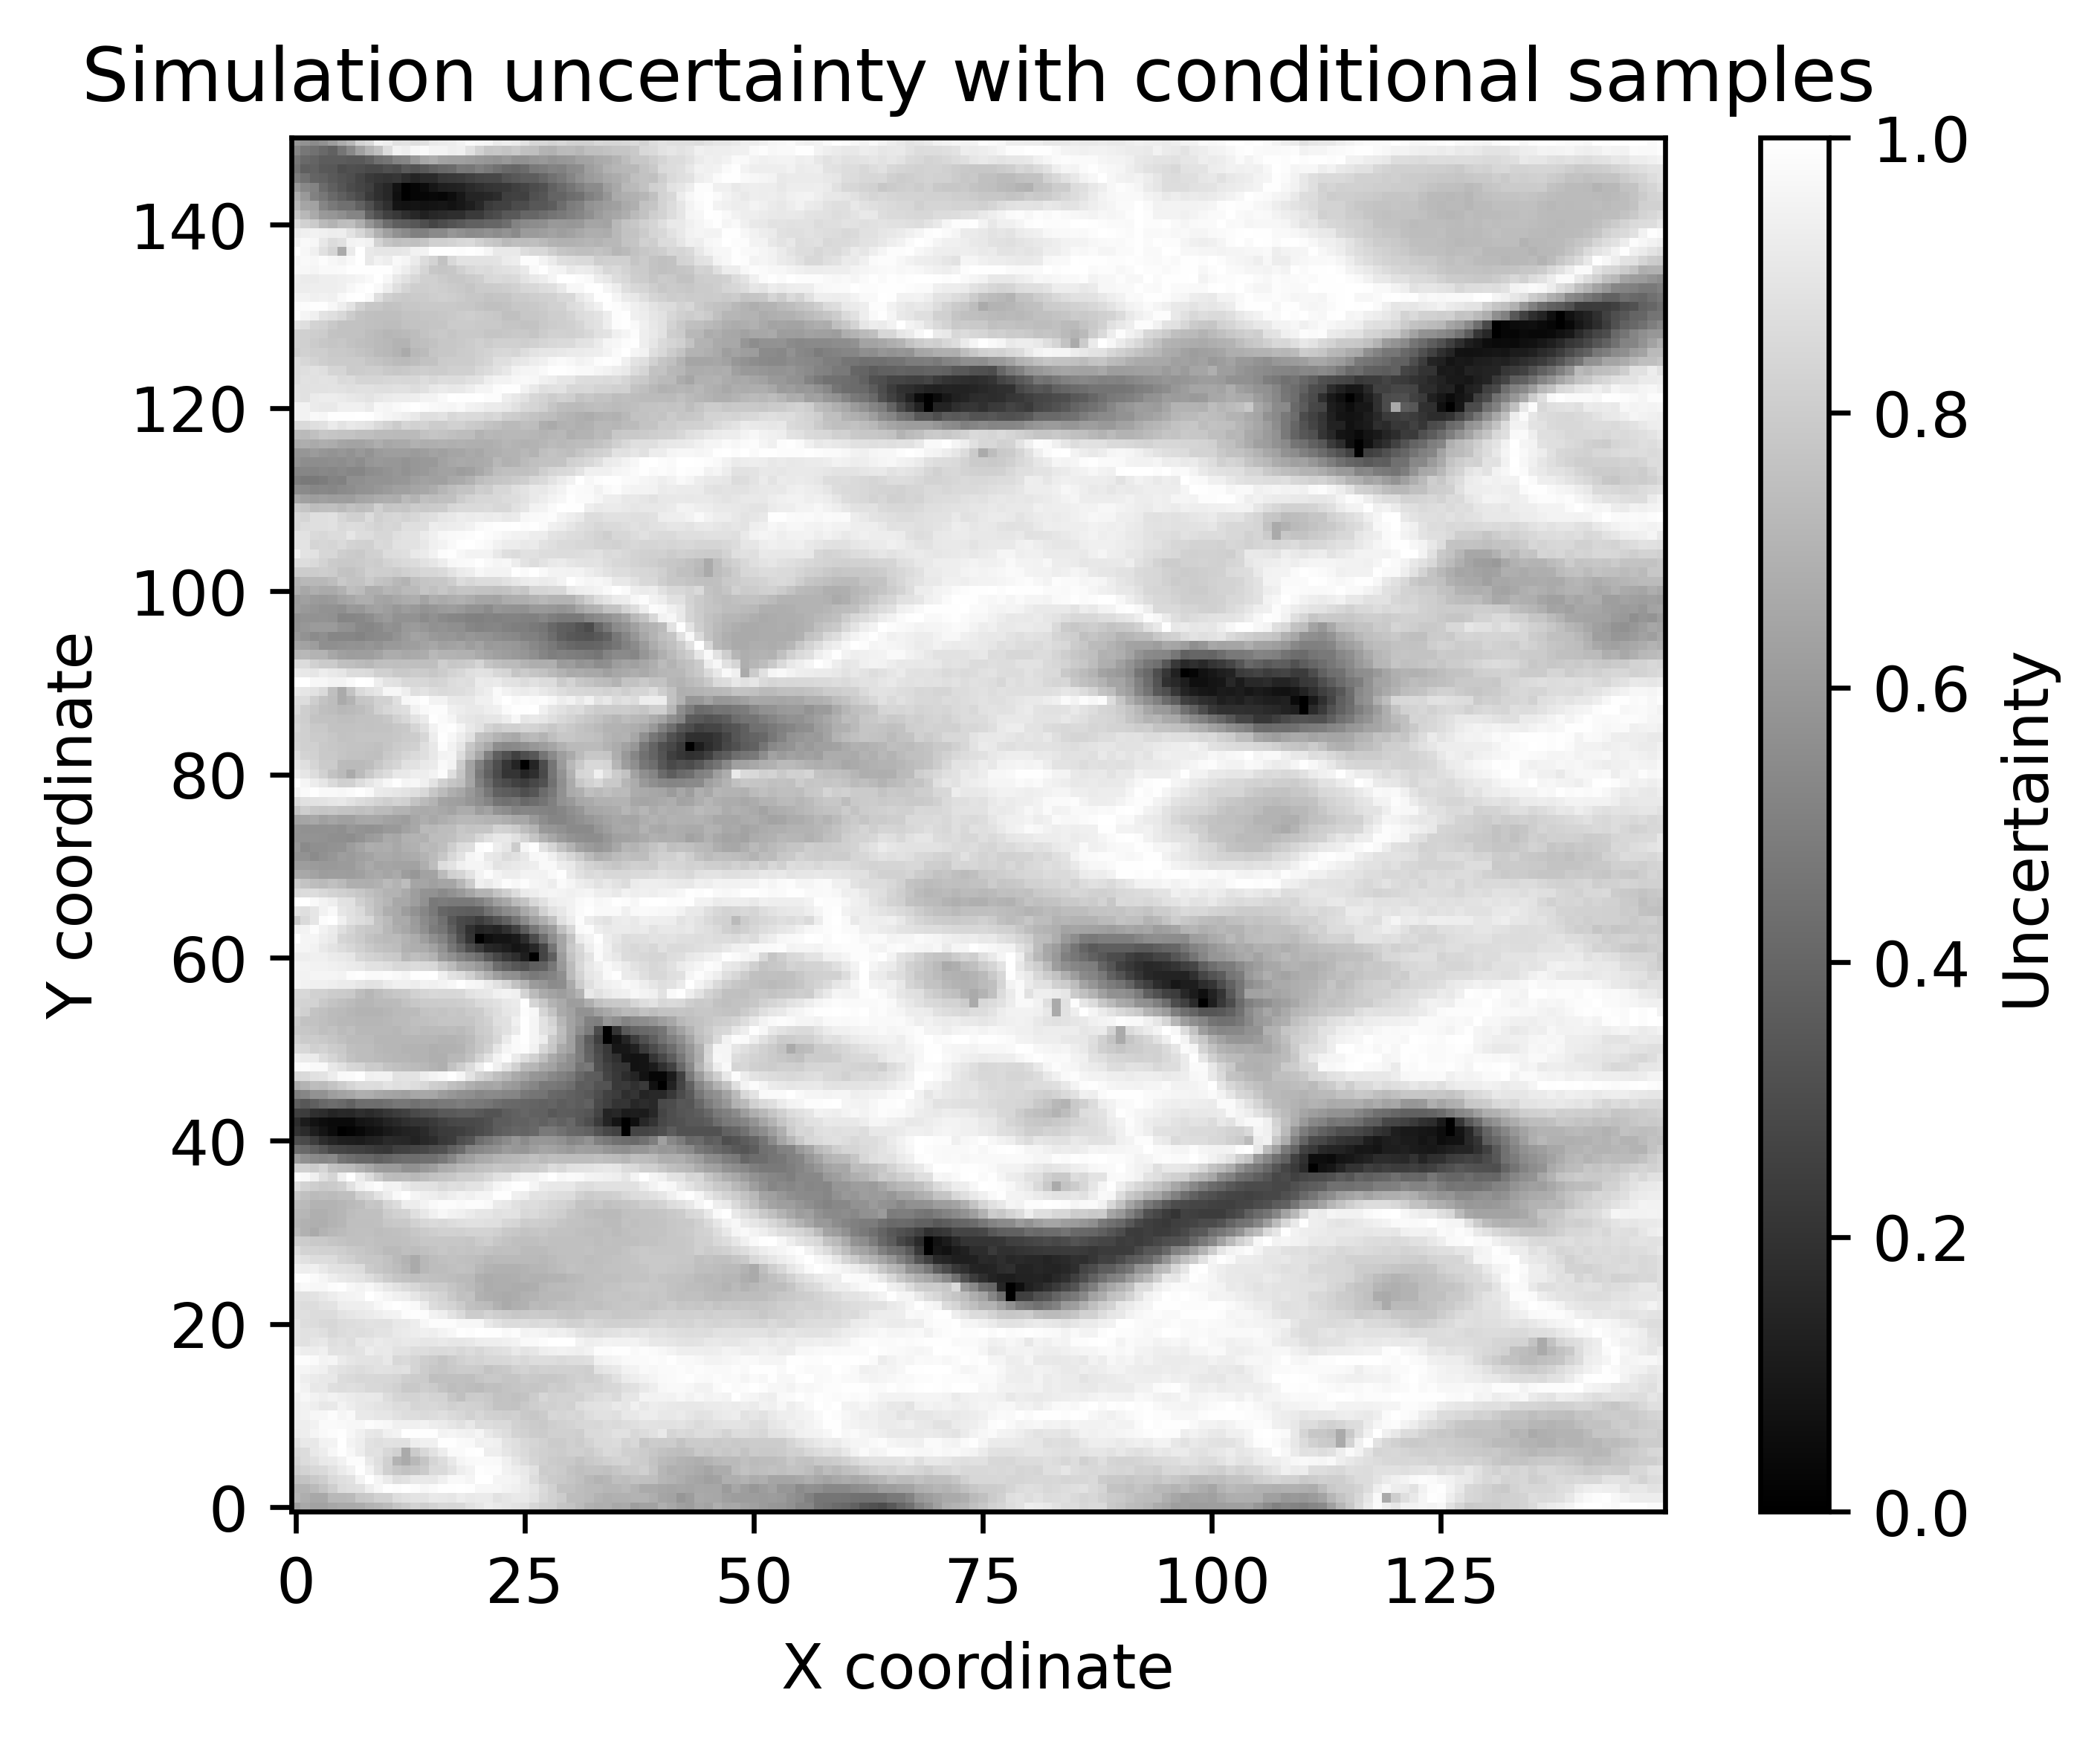 Simulation uncertainty with conditional samples
140
120
100
80
60
40
20
0
Y coordinate
0 25 50 75 100 125
X coordinate
1.0
0.8
0.6
0.4
0.2
0.0
Uncertainty